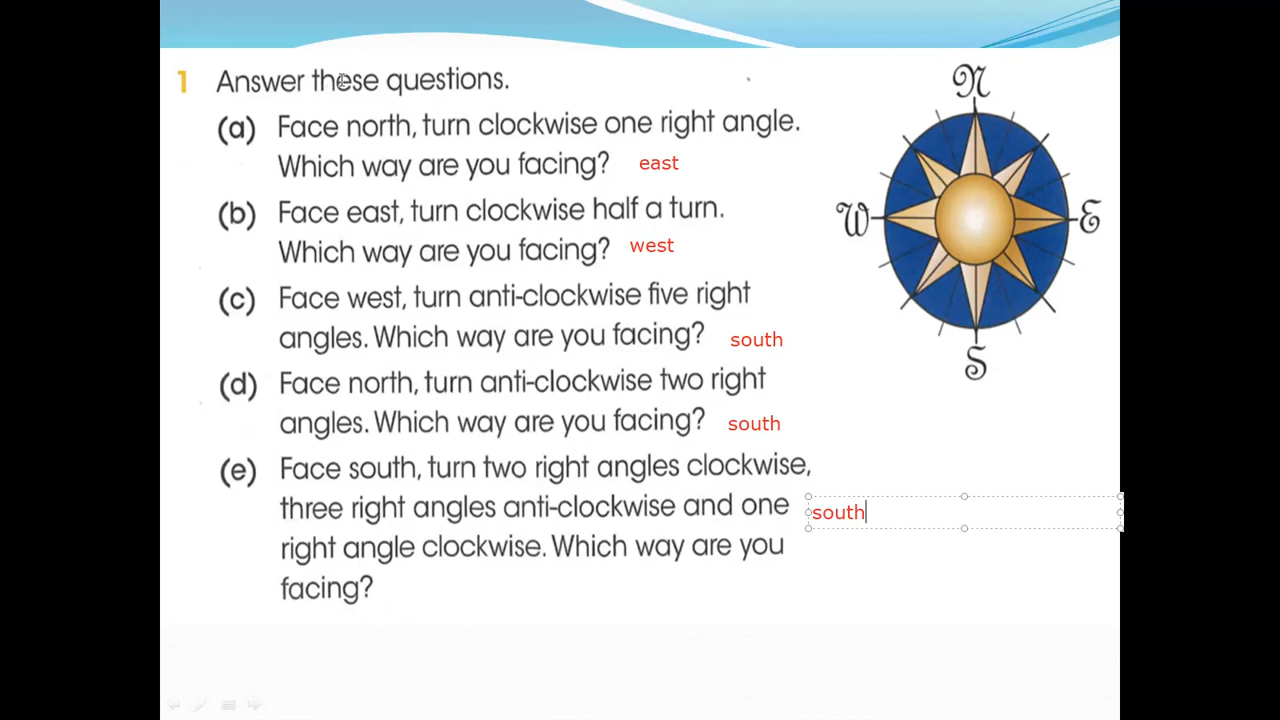 1 Answer these questions.
(a) Face north, turn clockwise one right angle.
Which way are you facing? east
(b) Face east, turn clockwise half a turn.
Which way are you facing? west
(c) Face west, turn anti-clockwise five right
angles. Which way are you facing? south
(d) Face north, turn anti-clockwise two right
angles. Which way are you facing? south
(e) Face south, turn two right angles clockwise,
three right angles anti-clockwise and one south
right angle clockwise. Which way are you
facing?
N
W
E
S